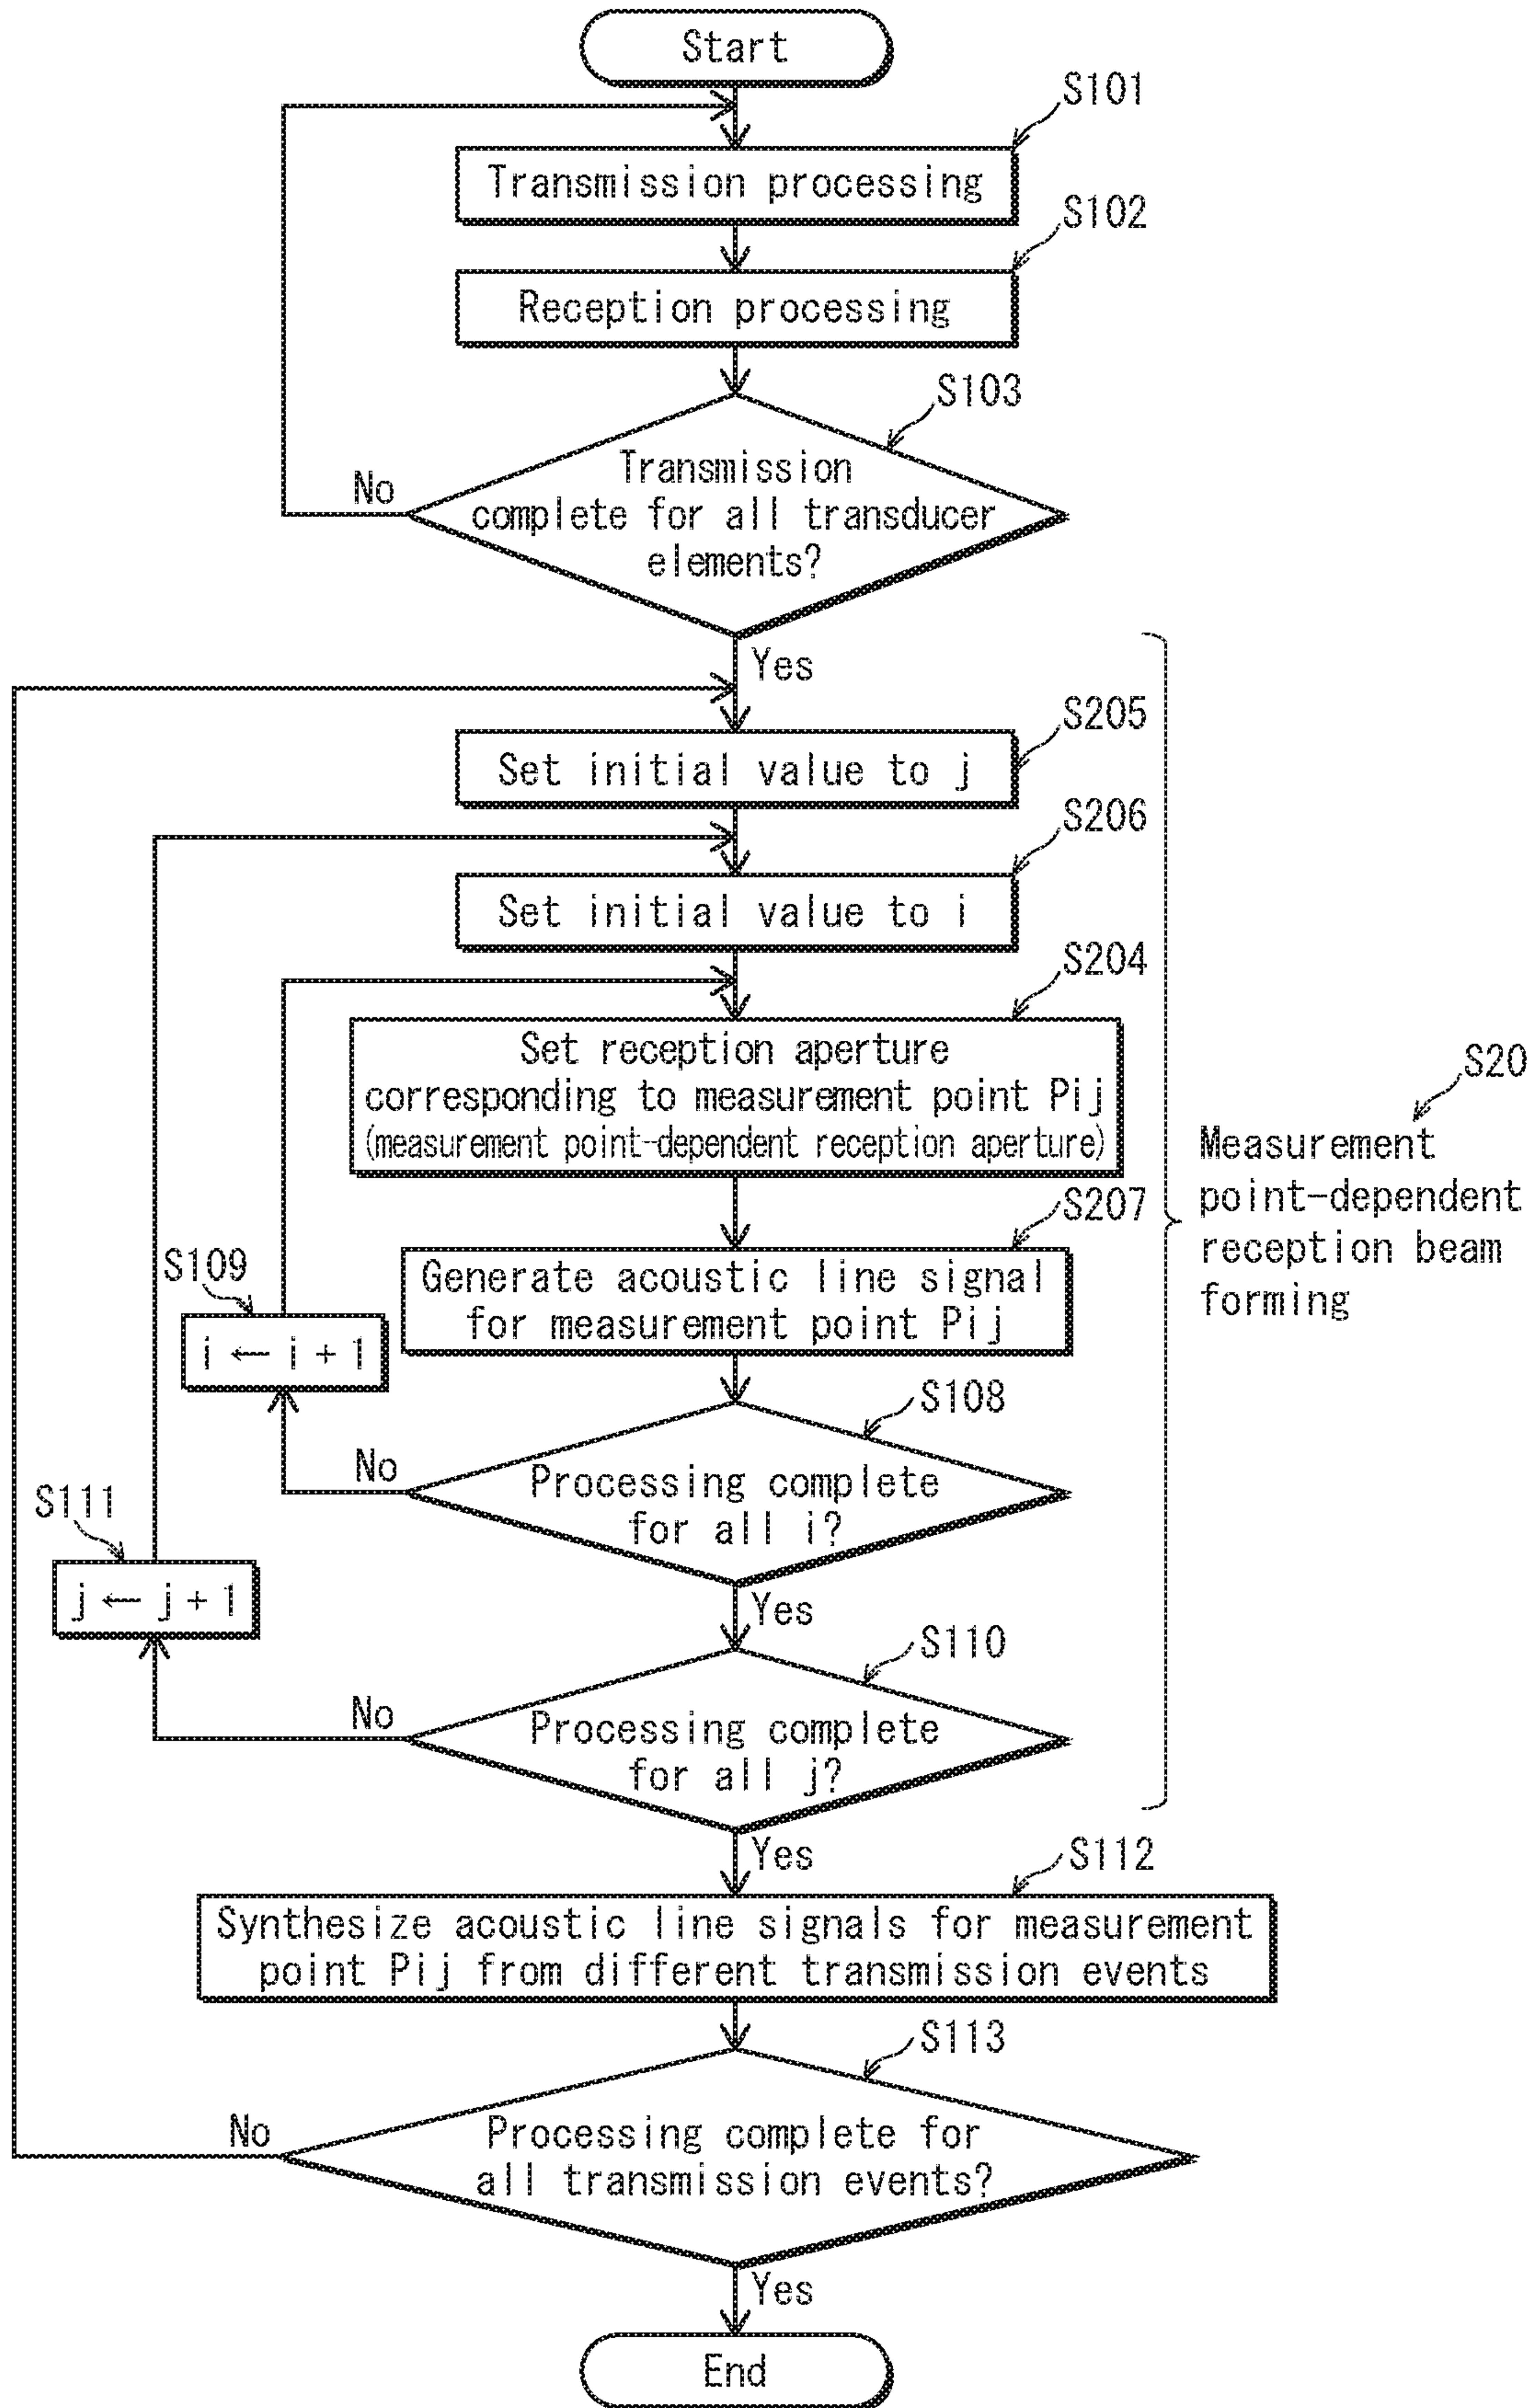 Start
S101
Transmission processing
S102
Reception processing
S103
Transmission
complete for all transducer
elements?
No
Yes
S205
Set initial value to j
S206
Set initial value to i
S204
Set reception aperture
corresponding to measurement point Pij
(measurement point-dependent reception aperture)
S20
Measurement
point-dependent
reception beam
forming
S207
Generate acoustic line signal
for measurement point Pij
S109
i ← i + 1
S108
Processing complete
for all i?
No
Yes
S111
j ← j + 1
S110
Processing complete
for all j?
No
Yes
S112
Synthesize acoustic line signals for measurement
point Pij from different transmission events
S113
Processing complete for
all transmission events?
No
Yes
End